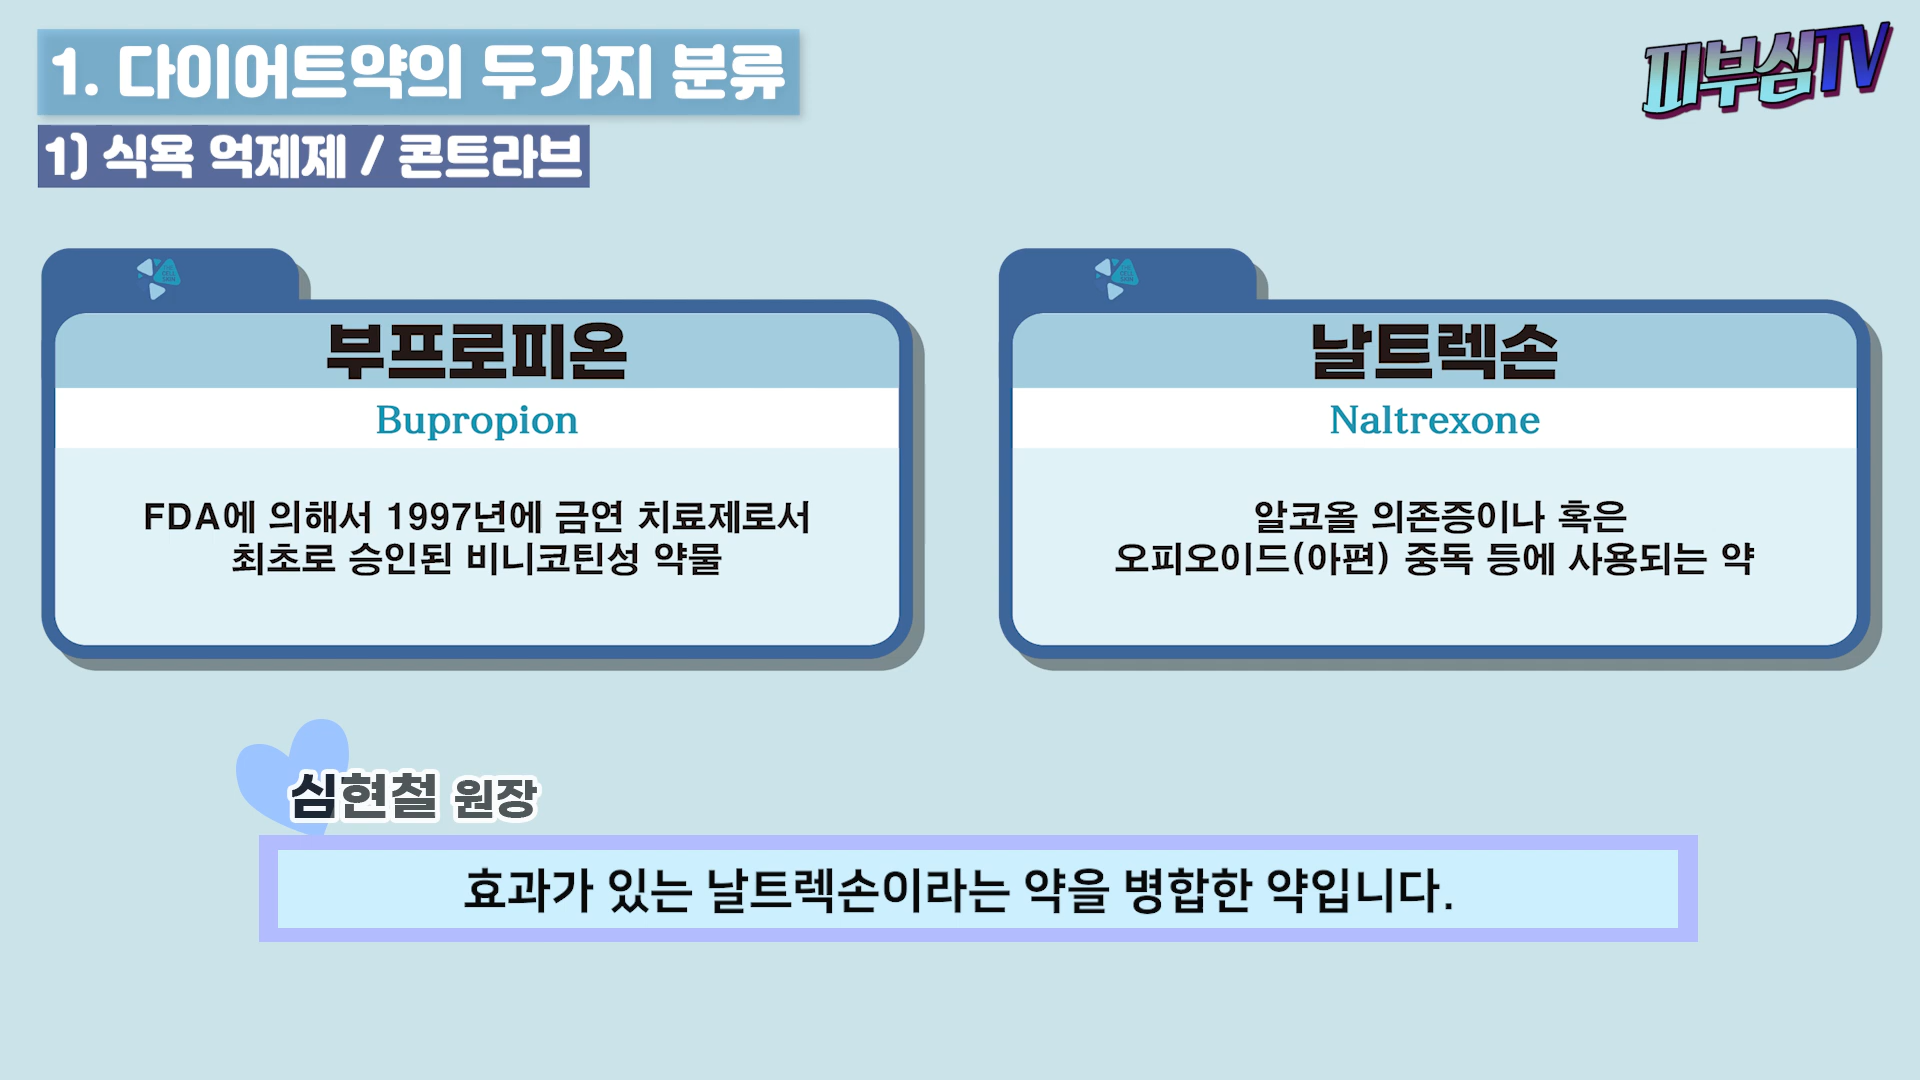 1. 다이어트약의 두가지 분류
피부심TV
1) 식욕 억제제 / 콘트라브
부프로피온
Bupropion
FDA에 의해서 1997년에 금연 치료제로서
최초로 승인된 비니코틴성 약물
날트렉손
Naltrexone
알코올 의존증이나 혹은
오피오이드(아편) 중독 등에 사용되는 약
심현철 원장
효과가 있는 날트렉손이라는 약을 병합한 약입니다.